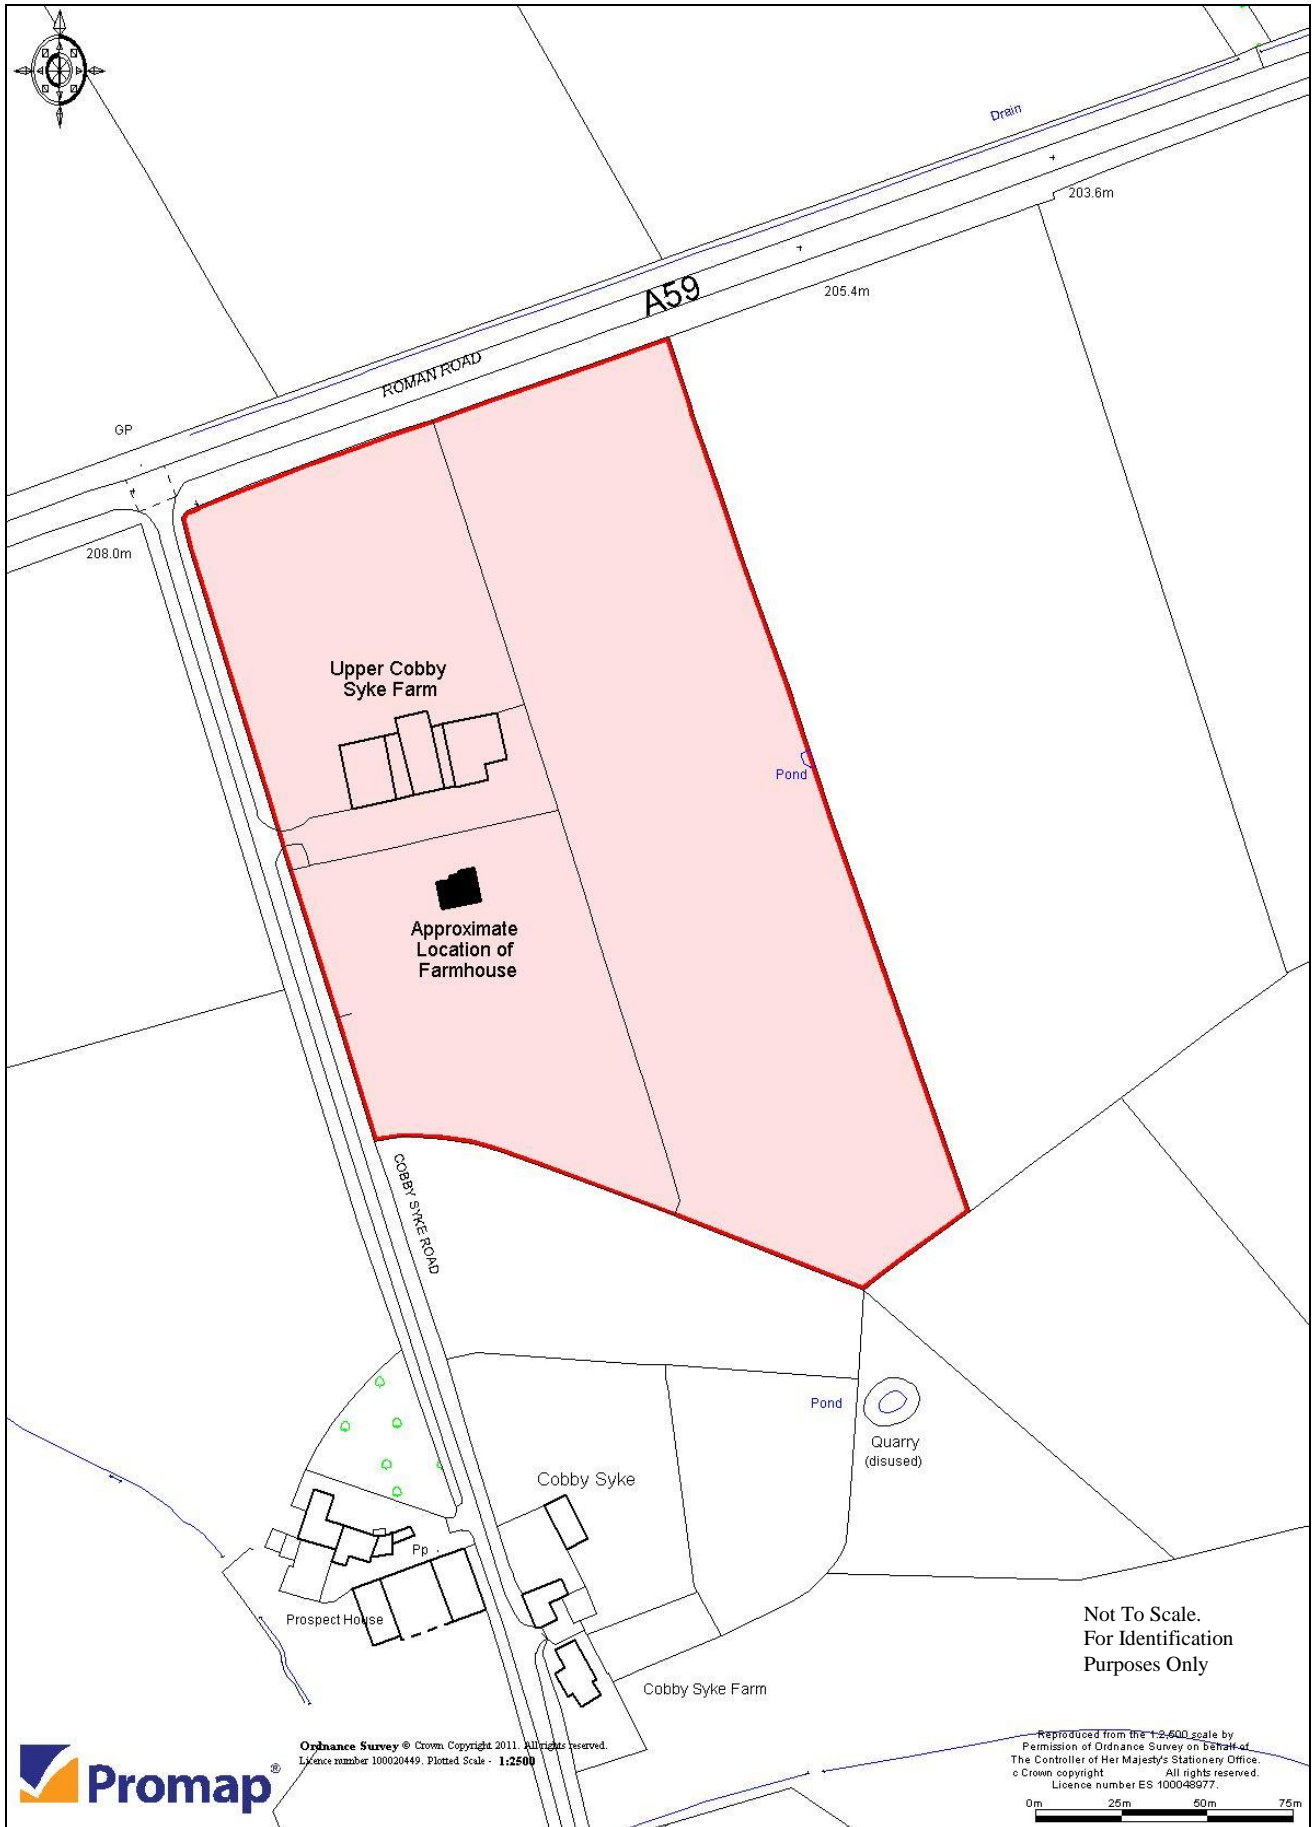 Drain
203.6m
A59
205.4m
ROMAN ROAD
GP
208.0m
Upper Cobby
Syke Farm
Pond
Approximate
Location of
Farmhouse
COBBY SYKE ROAD
Pond
Quarry
(disused)
Cobby Syke
Pp
Prospect House
Not To Scale.
For Identification
Purposes Only
Cobby Syke Farm
Promap®
Ordnance Survey © Crown Copyright 2011. All rights reserved.
Licence number 100020449. Plotted Scale - 1:2500
Reproduced from the 1:2,500 scale by
Permission of Ordnance Survey on behalf of
The Controller of Her Majesty's Stationery Office.
c Crown copyright All rights reserved.
Licence number ES 100048977.
0m 25m 50m 75m